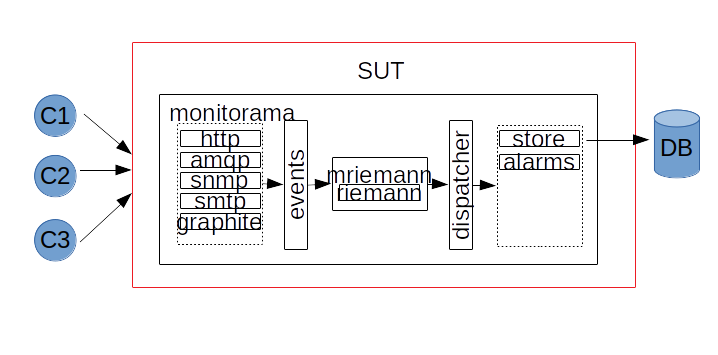 SUT
monitorama
C1
C2
C3
http
amqp
snmp
smtp
graphite
events
mriemann
riemann
dispatcher
store
alarms
DB